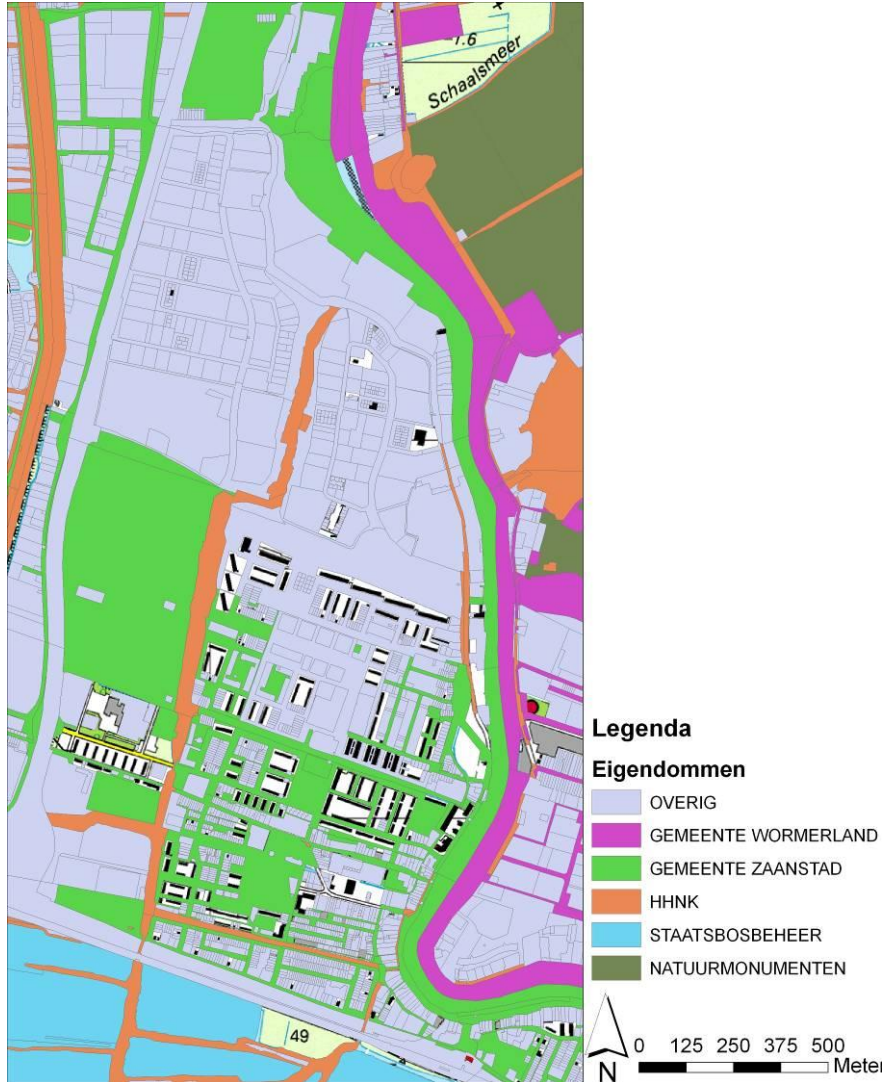 -1.6
Schaalsmeer
49
Legenda
Eigendommen
OVERIG
GEMEENTE WORMERLAND
GEMEENTE ZAANSTAD
HHNK
STAATSBOSBEHEER
NATUURMONUMENTEN
N
0 125 250 375 500
Meter